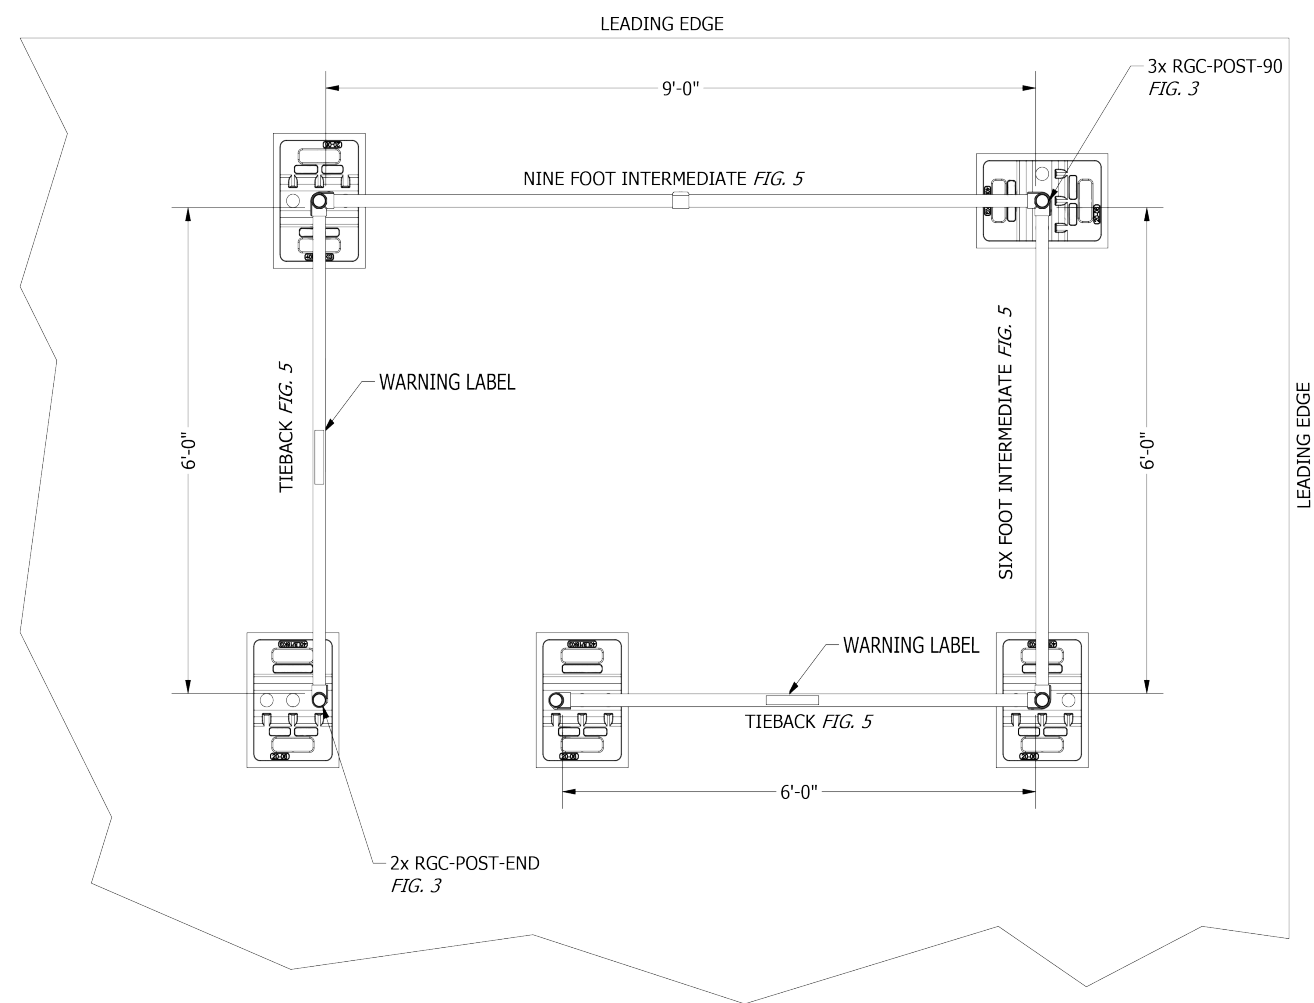 LEADING EDGE
3x RGC-POST-90
FIG. 3
9'-0"
NINE FOOT INTERMEDIATE FIG. 5
TIEBACK FIG. 5
WARNING LABEL
6'-0"
SIX FOOT INTERMEDIATE FIG. 5
6'-0"
LEADING EDGE
WARNING LABEL
TIEBACK FIG. 5
6'-0"
2x RGC-POST-END
FIG. 3